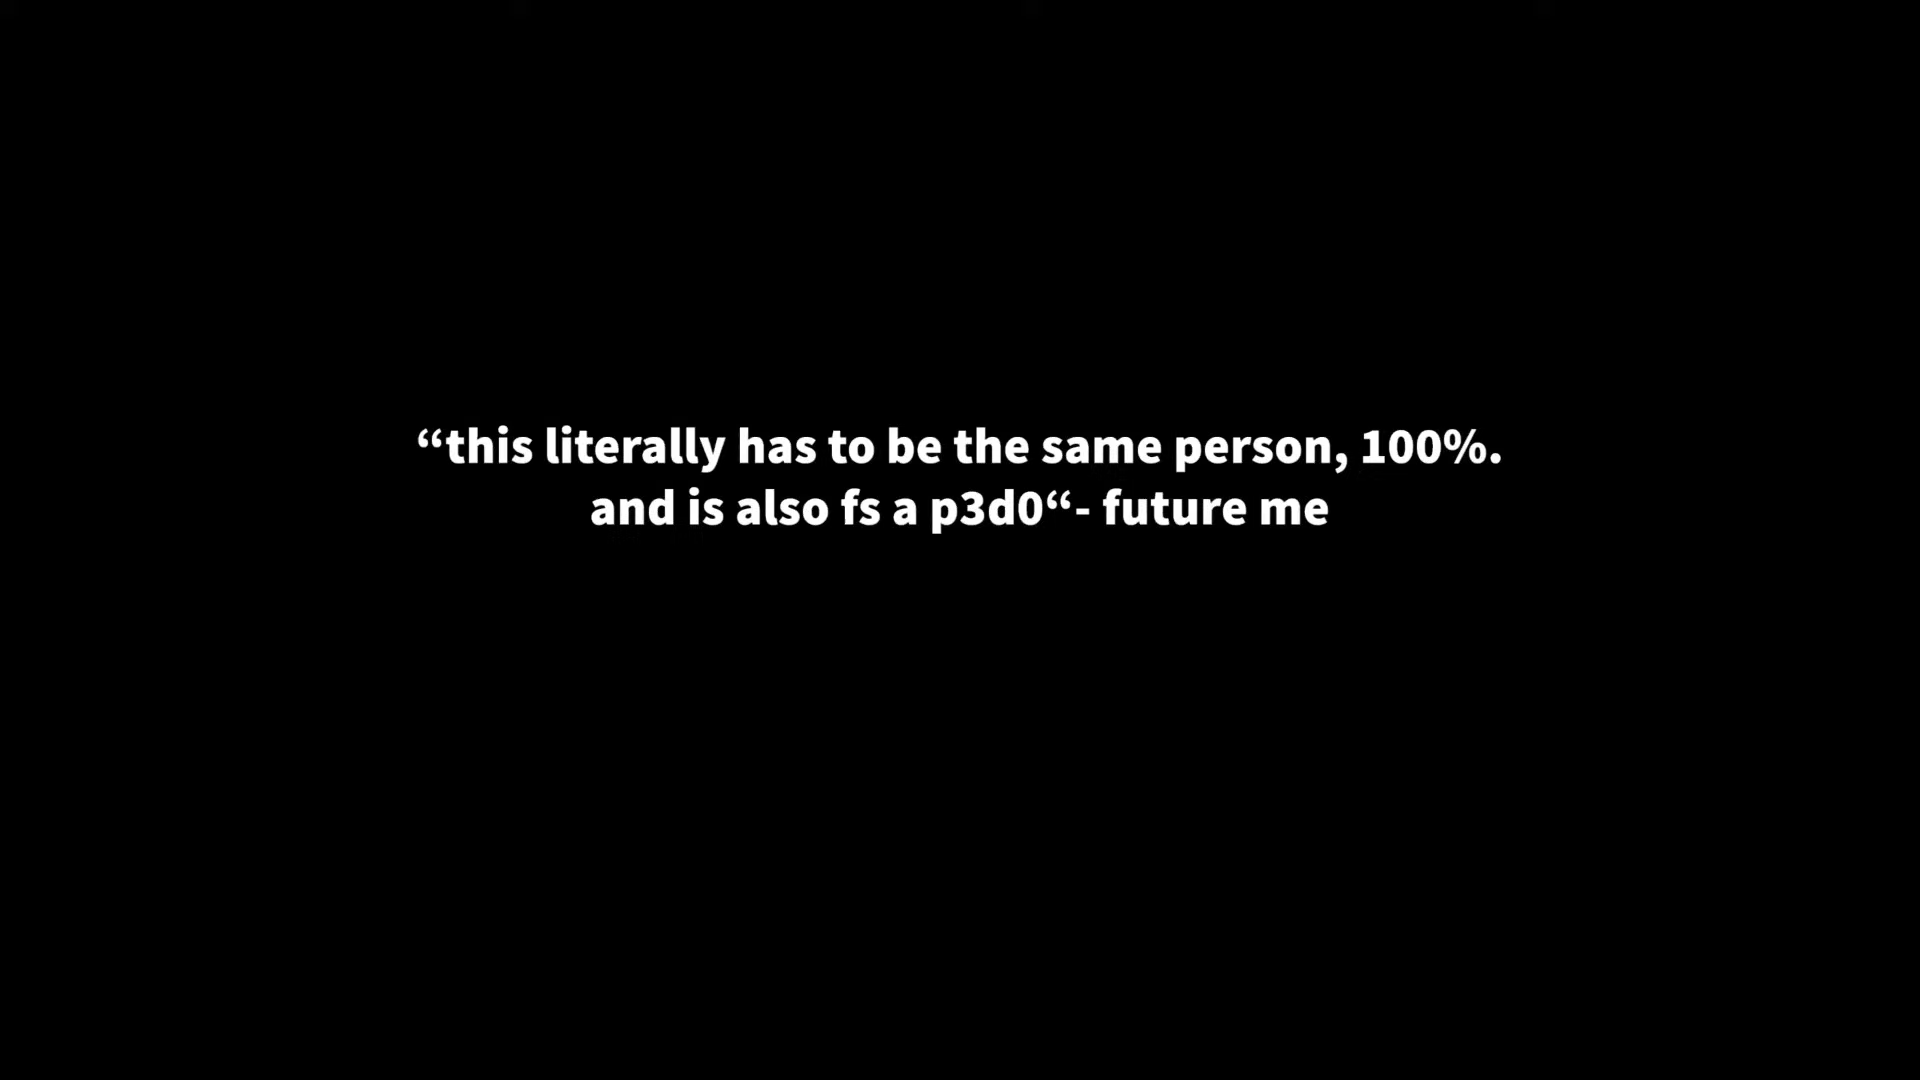 “this literally has to be the same person, 100%.
and is also fs a p3d0“- future me